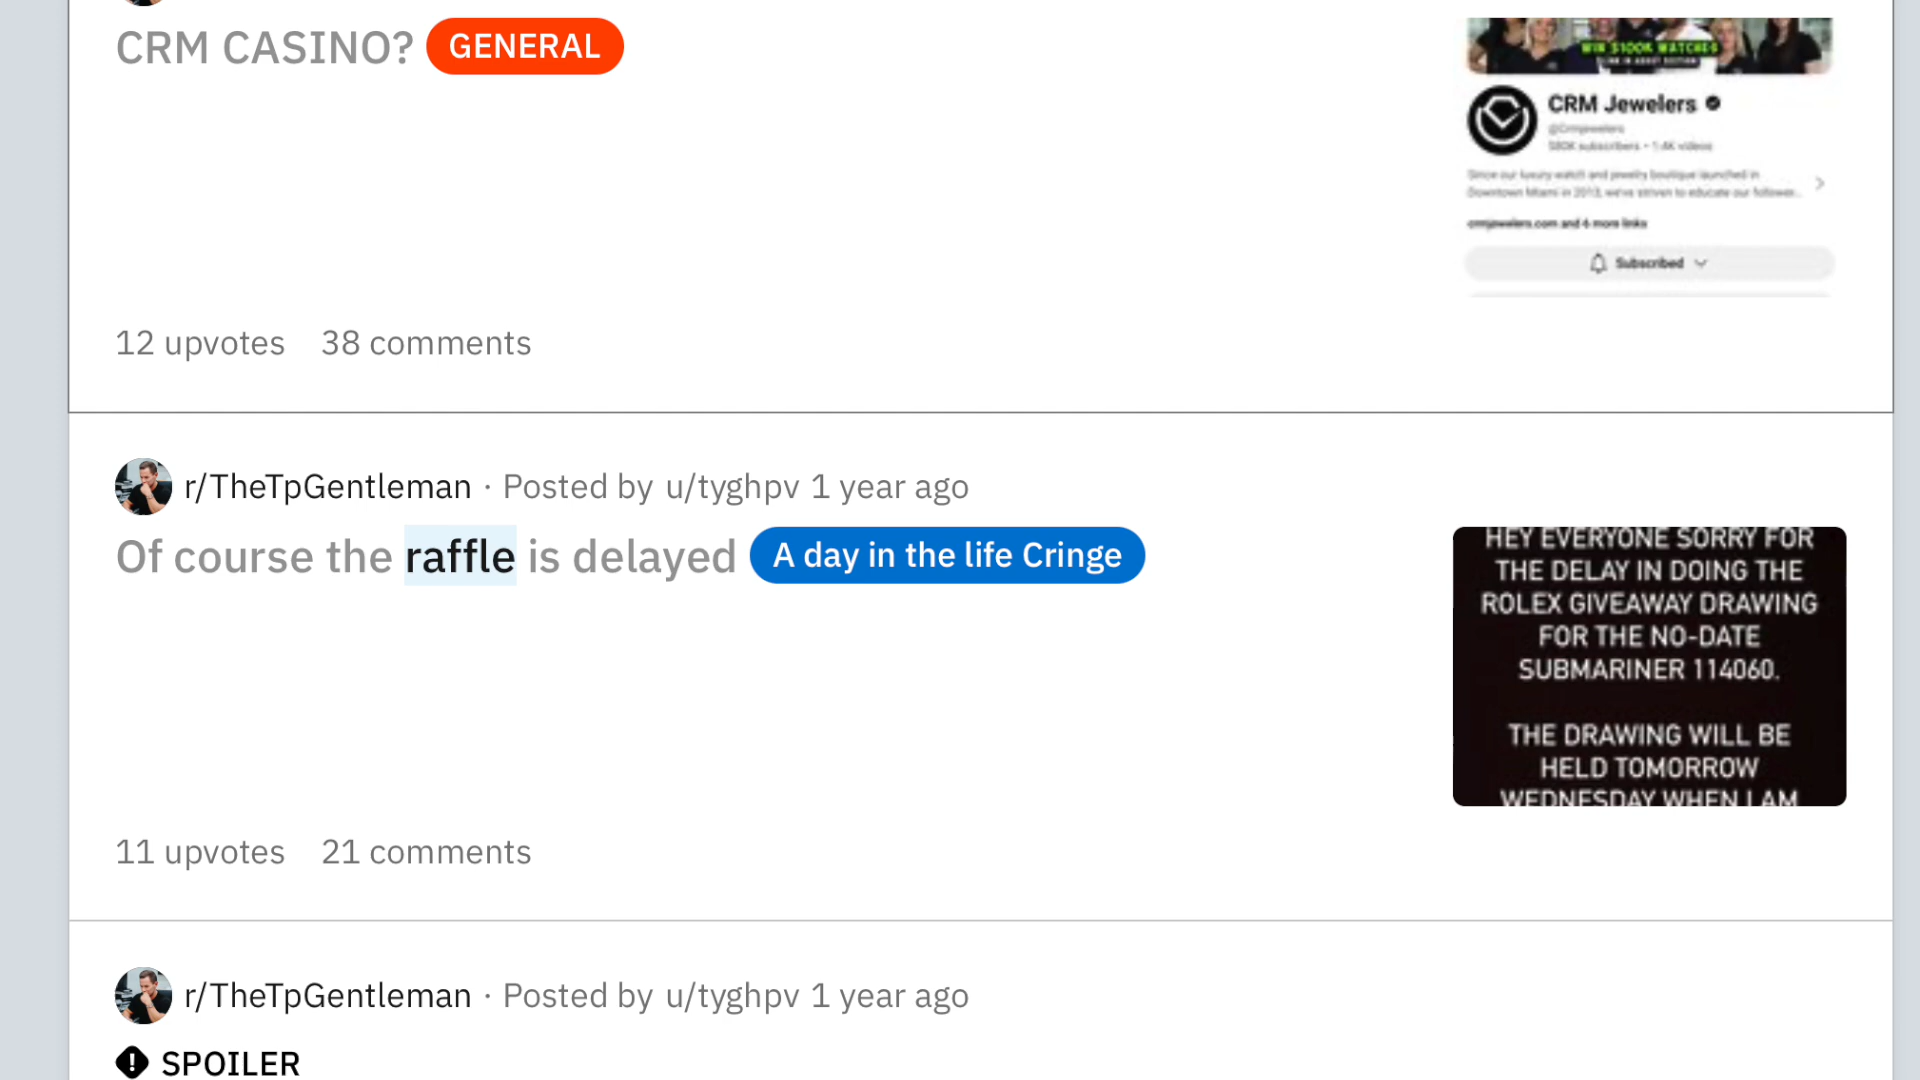 CRM CASINO? GENERAL
WIN $100K WATCHES
CRM Jewelers
@Crmjewelers
580K subscribers • 1.4K videos
Since our luxury watch and jewelry boutique launched in
Downtown Miami in 2013, we've striven to educate our follower...
crmjewelers.com and 6 more links
Subscribed
12 upvotes 38 comments
r/TheTpGentleman · Posted by u/tyghpv 1 year ago
Of course the raffle is delayed A day in the life Cringe
HEY EVERYONE SORRY FOR
THE DELAY IN DOING THE
ROLEX GIVEAWAY DRAWING
FOR THE NO-DATE
SUBMARINER 114060.
THE DRAWING WILL BE
HELD TOMORROW
WEDNESDAY WHEN I AM
11 upvotes 21 comments
r/TheTpGentleman · Posted by u/tyghpv 1 year ago
SPOILER